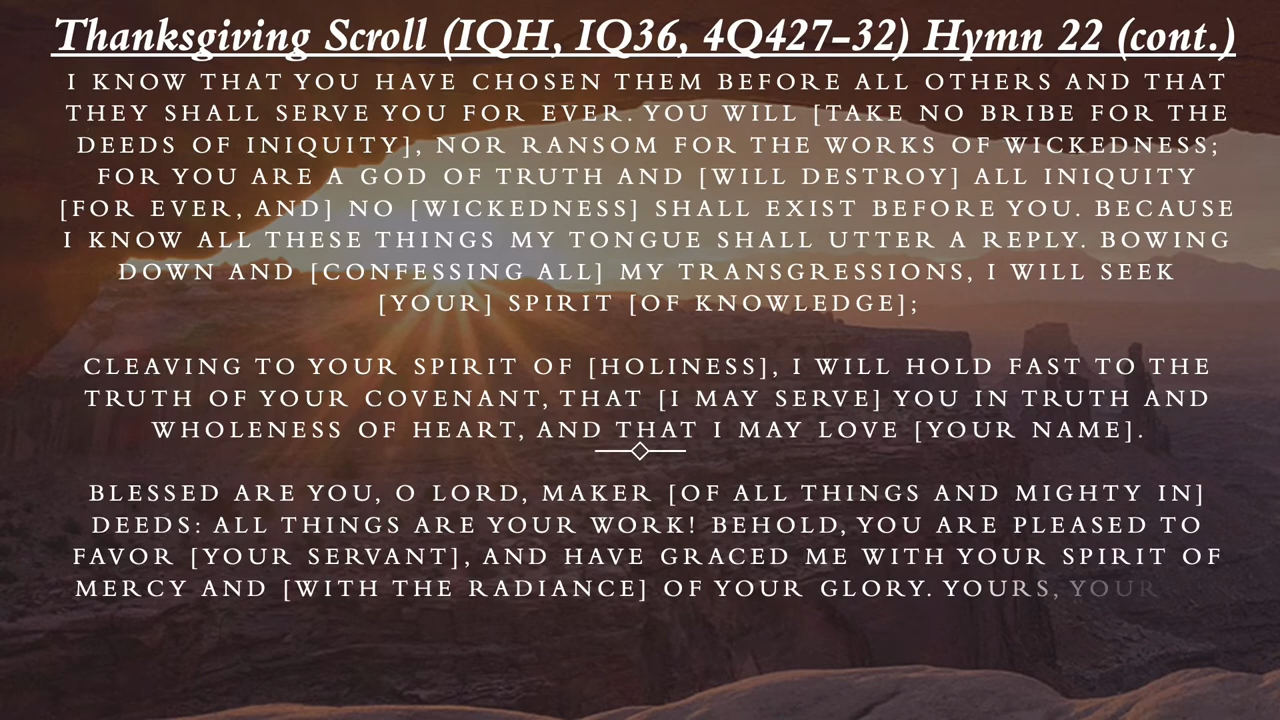 Thanksgiving Scroll (IQH, IQ36, 4Q427-32) Hymn 22 (cont.)
I KNOW THAT YOU HAVE CHOSEN THEM BEFORE ALL OTHERS AND THAT
THEY SHALL SERVE YOU FOR EVER. YOU WILL [TAKE NO BRIBE FOR THE
DEEDS OF INIQUITY], NOR RANSOM FOR THE WORKS OF WICKEDNESS;
FOR YOU ARE A GOD OF TRUTH AND [WILL DESTROY] ALL INIQUITY
[FOR EVER, AND] NO [WICKEDNESS] SHALL EXIST BEFORE YOU. BECAUSE
I KNOW ALL THESE THINGS MY TONGUE SHALL UTTER A REPLY. BOWING
DOWN AND [CONFESSING ALL] MY TRANSGRESSIONS, I WILL SEEK
[YOUR] SPIRIT [OF KNOWLEDGE];
CLEAVING TO YOUR SPIRIT OF [HOLINESS], I WILL HOLD FAST TO THE
TRUTH OF YOUR COVENANT, THAT [I MAY SERVE] YOU IN TRUTH AND
WHOLENESS OF HEART, AND THAT I MAY LOVE [YOUR NAME].
BLESSED ARE YOU, O LORD, MAKER [OF ALL THINGS AND MIGHTY IN]
DEEDS: ALL THINGS ARE YOUR WORK! BEHOLD, YOU ARE PLEASED TO
FAVOR [YOUR SERVANT], AND HAVE GRACED ME WITH YOUR SPIRIT OF
MERCY AND [WITH THE RADIANCE] OF YOUR GLORY. YOURS, YOUR